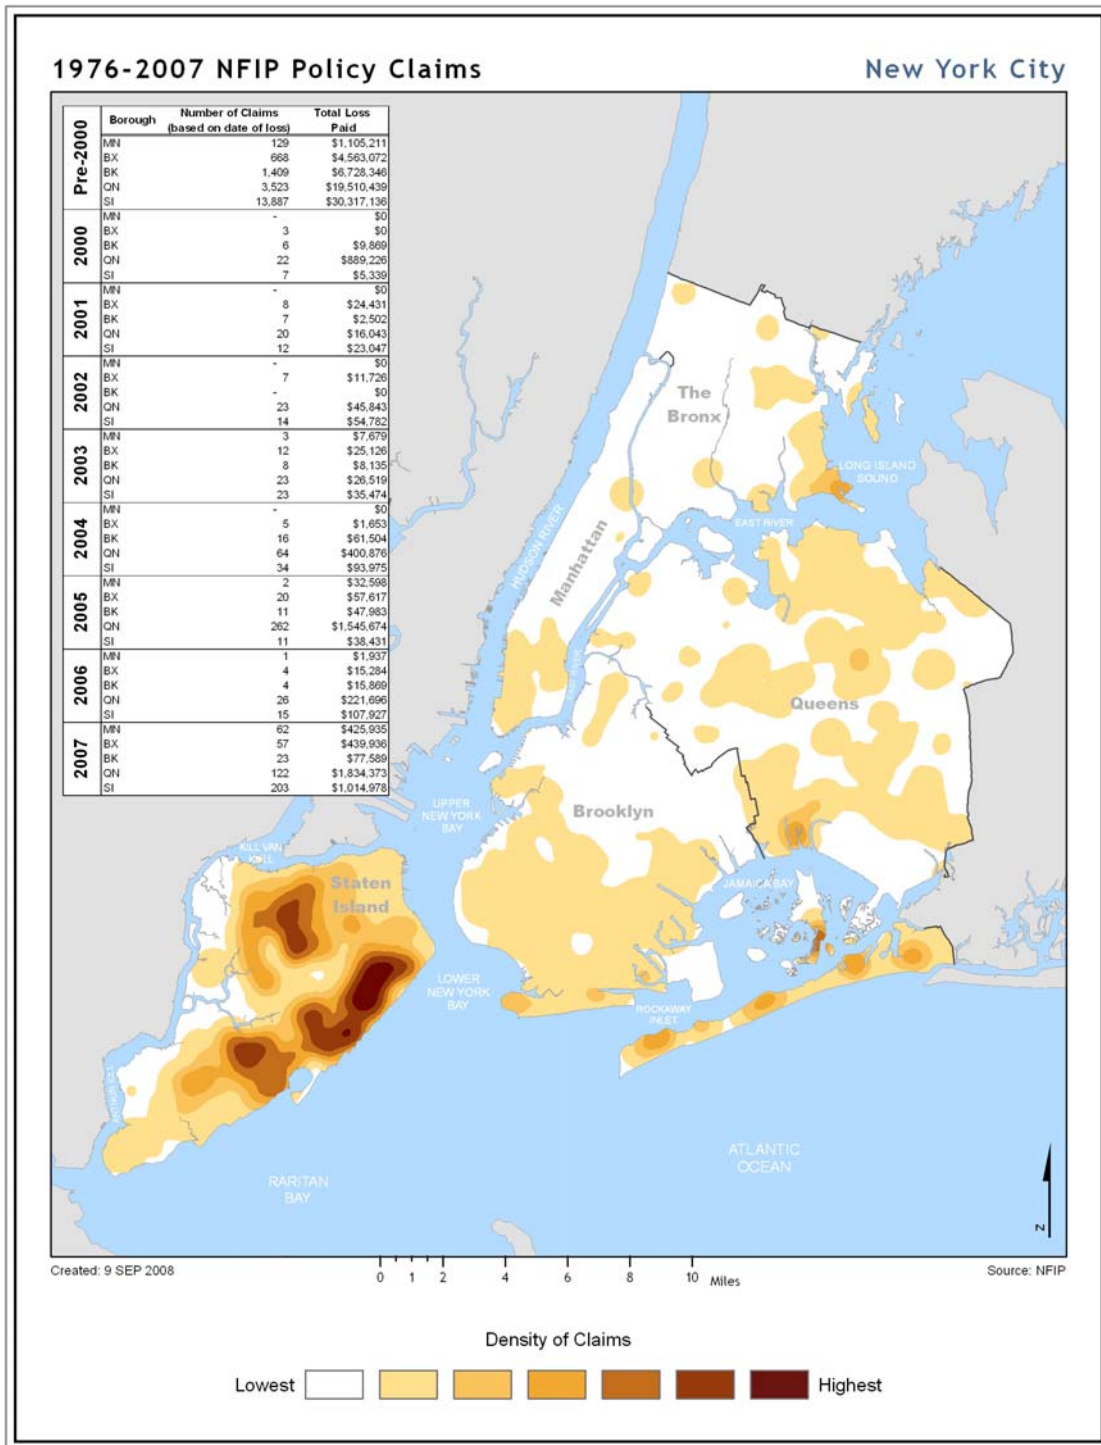 1976-2007 NFIP Policy Claims
New York City
Borough Number of Claims (based on date of loss) Total Loss Paid
Pre-2000
MN 129 $1,105,211
BX 668 $4,563,072
BK 1,409 $6,728,346
QN 3,523 $19,510,439
SI 13,887 $30,317,136
2000
MN - $0
BX 3 $0
BK 6 $9,869
QN 22 $889,226
SI 7 $5,339
2001
MN - $0
BX 8 $24,431
BK 7 $2,502
QN 20 $16,043
SI 12 $23,047
2002
MN - $0
BX 7 $11,726
BK - $0
QN 23 $45,843
SI 14 $54,782
2003
MN 3 $7,679
BX 12 $25,126
BK 8 $8,135
QN 23 $26,519
SI 23 $35,474
2004
MN - $0
BX 5 $1,653
BK 16 $61,504
QN 64 $400,876
SI 34 $93,975
2005
MN 2 $32,598
BX 20 $57,617
BK 11 $47,983
QN 262 $1,545,674
SI 11 $38,431
2006
MN 1 $1,937
BX 4 $15,284
BK 4 $15,869
QN 26 $221,696
SI 15 $107,927
2007
MN 62 $425,935
BX 57 $439,936
BK 23 $77,589
QN 122 $1,834,373
SI 203 $1,014,978
The
Bronx
LONG ISLAND
SOUND
EAST RIVER
HUDSON RIVER
Manhattan
EAST RIVER
Queens
Brooklyn
UPPER
NEW YORK
BAY
KILL VAN
KULL
Staten
Island
JAMAICA BAY
LOWER
NEW YORK
BAY
ROCKAWAY
INLET
ARTHUR KILL
ATLANTIC
OCEAN
RARITAN
BAY
N
Created: 9 SEP 2008
0 1 2 4 6 8 10 Miles
Source: NFIP
Density of Claims
Lowest
Highest